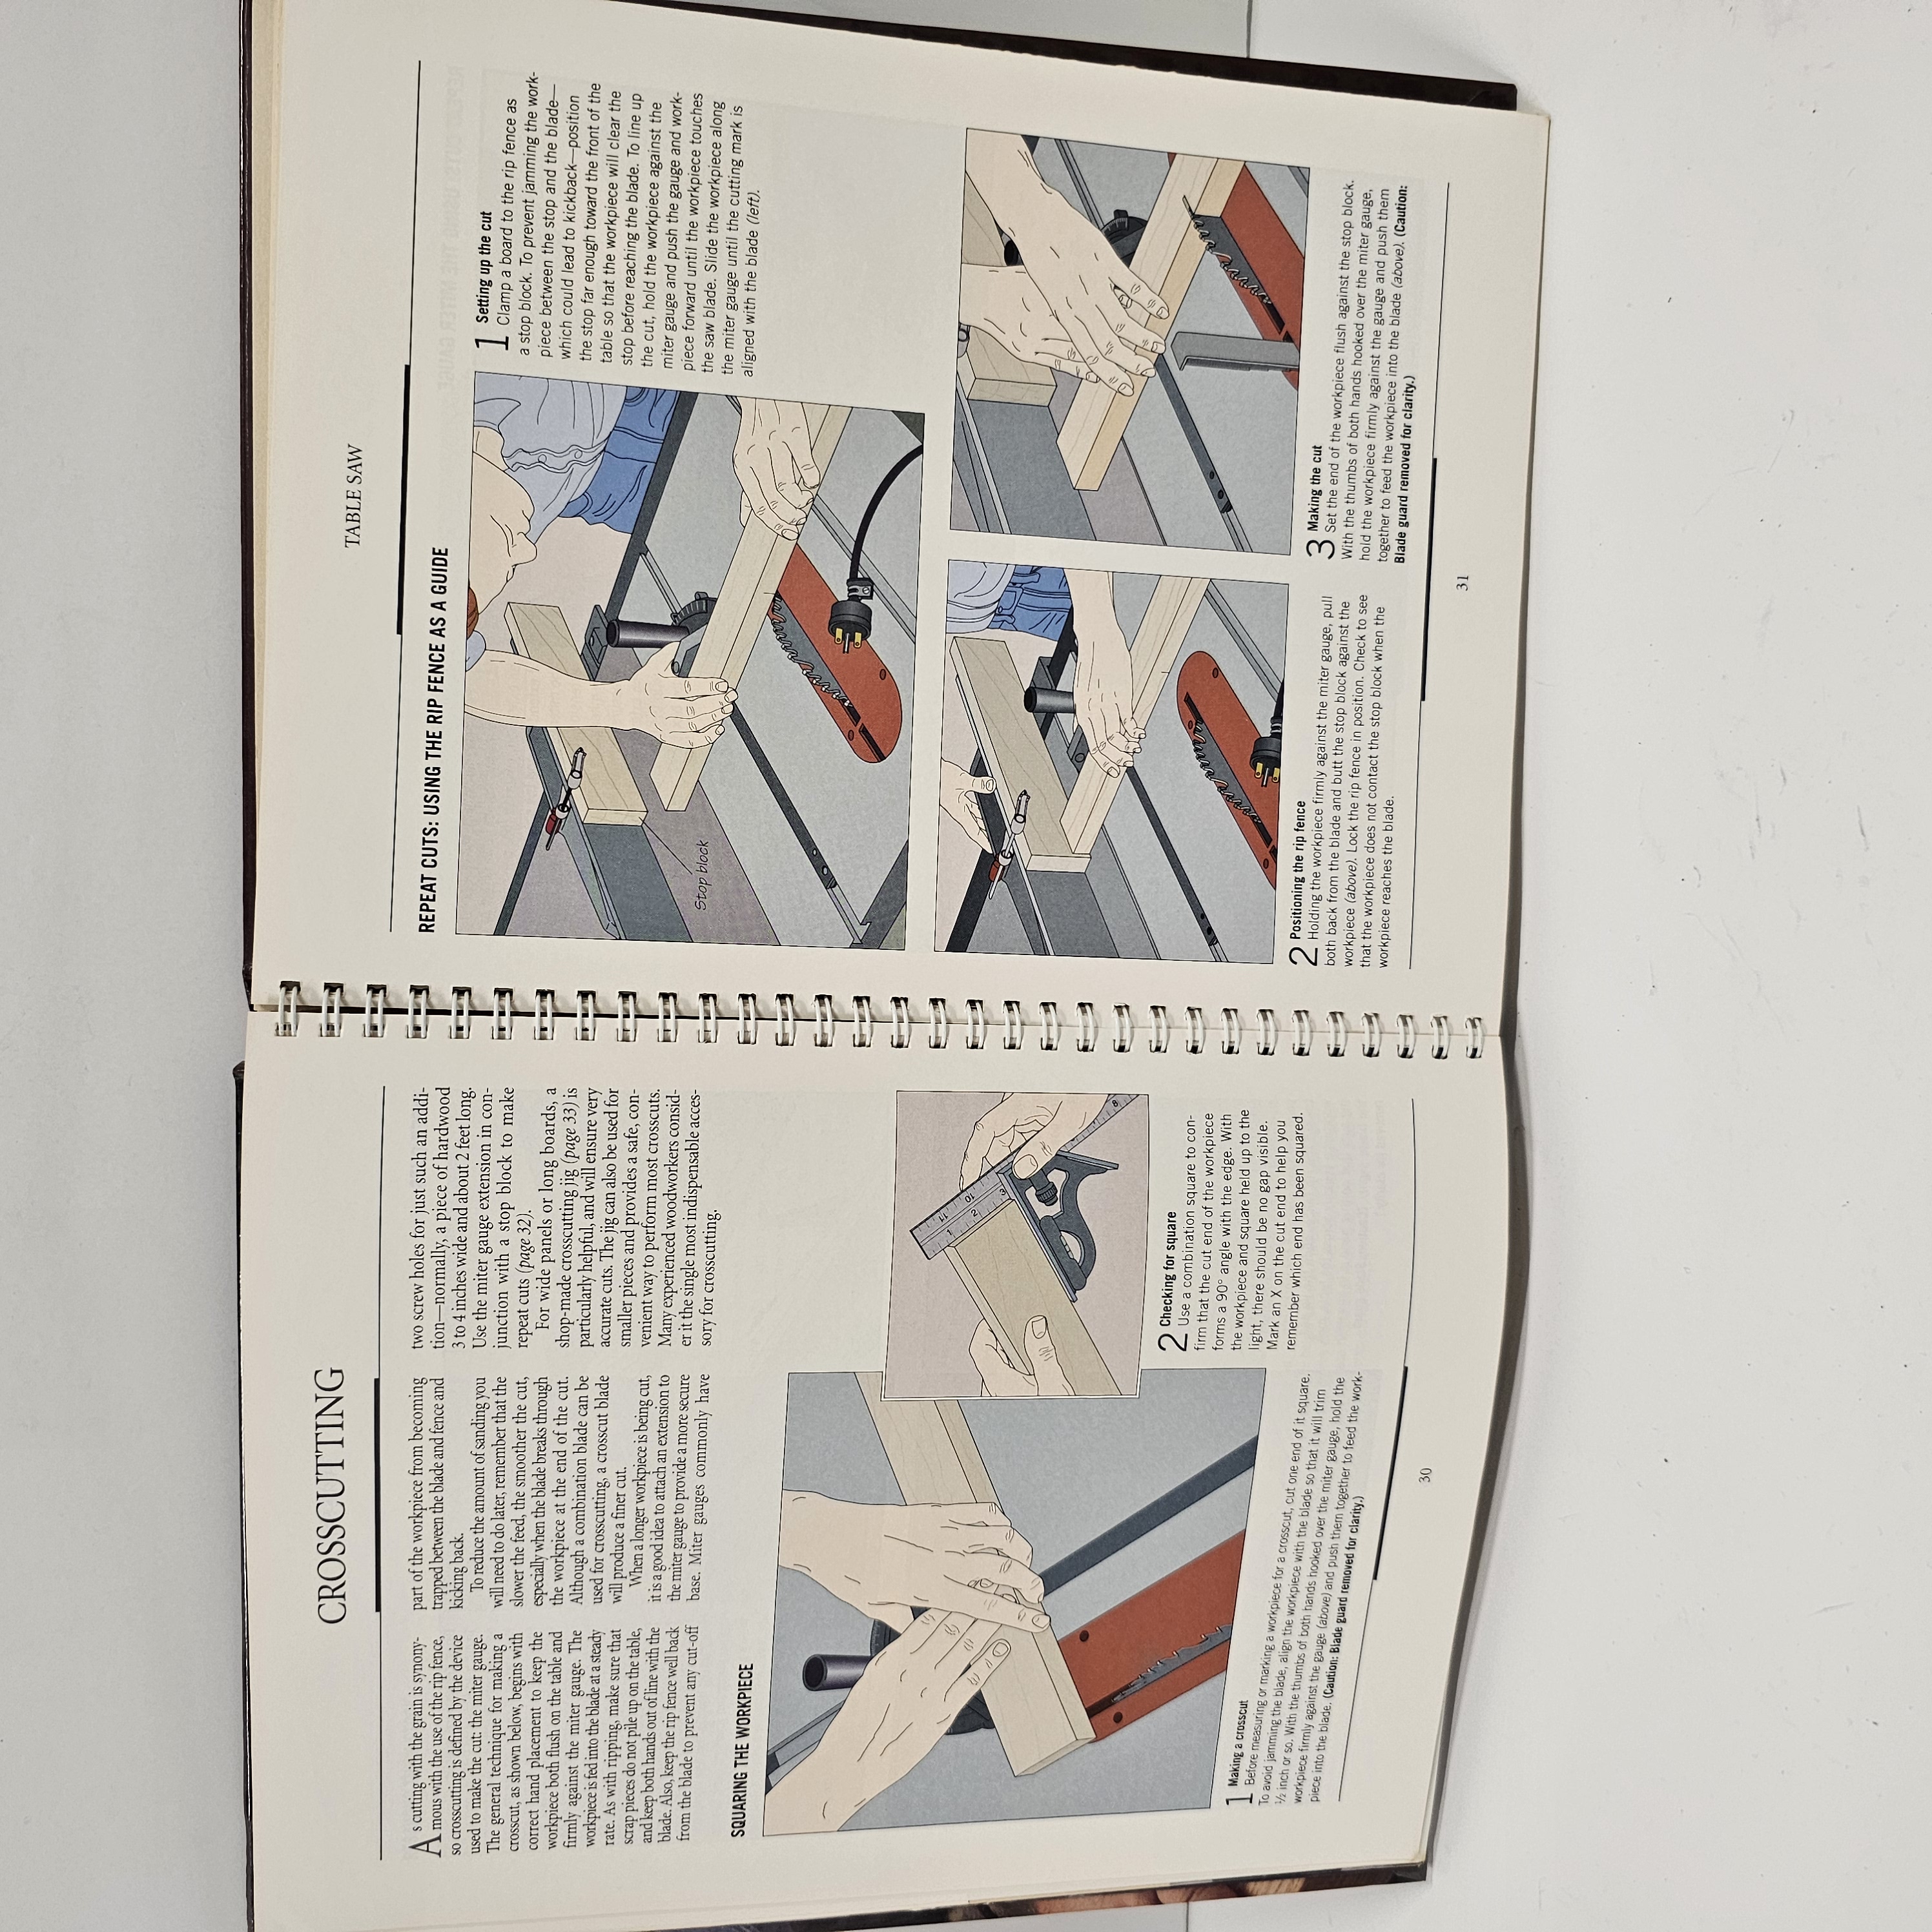 CROSSCUTTING
As cutting with the grain is synony-
mous with the use of the rip fence,
so crosscutting is defined by the device
used to make the cut: the miter gauge.
The general technique for making a
crosscut, as shown below, begins with
correct hand placement to keep the
workpiece both flush on the table and
firmly against the miter gauge. The
workpiece is fed into the blade at a steady
rate. As with ripping, make sure that
scrap pieces do not pile up on the table,
and keep both hands out of line with the
blade. Also, keep the rip fence well back
from the blade to prevent any cut-off
part of the workpiece from becoming
trapped between the blade and fence and
kicking back.
To reduce the amount of sanding you
will need to do later, remember that the
slower the feed, the smoother the cut,
especially when the blade breaks through
the workpiece at the end of the cut.
Although a combination blade can be
used for crosscutting, a crosscut blade
will produce a finer cut.
When a longer workpiece is being cut,
it is a good idea to attach an extension to
the miter gauge to provide a more secure
base. Miter gauges commonly have
two screw holes for just such an addi-
tion—normally, a piece of hardwood
3 to 4 inches wide and about 2 feet long.
Use the miter gauge extension in con-
junction with a stop block to make
repeat cuts (page 32).
For wide panels or long boards, a
shop-made crosscutting jig (page 33) is
particularly helpful, and will ensure very
accurate cuts. The jig can also be used for
smaller pieces and provides a safe, con-
venient way to perform most crosscuts.
Many experienced woodworkers consid-
er it the single most indispensable acces-
sory for crosscutting.
SQUARING THE WORKPIECE
11
10
1
2
3
8
1 Making a crosscut
Before measuring or marking a workpiece for a crosscut, cut one end of it square.
To avoid jamming the blade, align the workpiece with the blade so that it will trim
½ inch or so. With the thumbs of both hands hooked over the miter gauge, hold the
workpiece firmly against the gauge (above) and push them together to feed the work-
piece into the blade. (Caution: Blade guard removed for clarity.)
2 Checking for square
Use a combination square to con-
firm that the cut end of the workpiece
forms a 90° angle with the edge. With
the workpiece and square held up to the
light, there should be no gap visible.
Mark an X on the cut end to help you
remember which end has been squared.
30
TABLE SAW
REPEAT CUTS: USING THE RIP FENCE AS A GUIDE
Stop block
1 Setting up the cut
Clamp a board to the rip fence as
a stop block. To prevent jamming the work-
piece between the stop and the blade—
which could lead to kickback—position
the stop far enough toward the front of the
table so that the workpiece will clear the
stop before reaching the blade. To line up
the cut, hold the workpiece against the
miter gauge and push the gauge and work-
piece forward until the workpiece touches
the saw blade. Slide the workpiece along
the miter gauge until the cutting mark is
aligned with the blade (left).
2 Positioning the rip fence
Holding the workpiece firmly against the miter gauge, pull
both back from the blade and butt the stop block against the
workpiece (above). Lock the rip fence in position. Check to see
that the workpiece does not contact the stop block when the
workpiece reaches the blade.
3 Making the cut
Set the end of the workpiece flush against the stop block.
With the thumbs of both hands hooked over the miter gauge,
hold the workpiece firmly against the gauge and push them
together to feed the workpiece into the blade (above). (Caution:
Blade guard removed for clarity.)
31